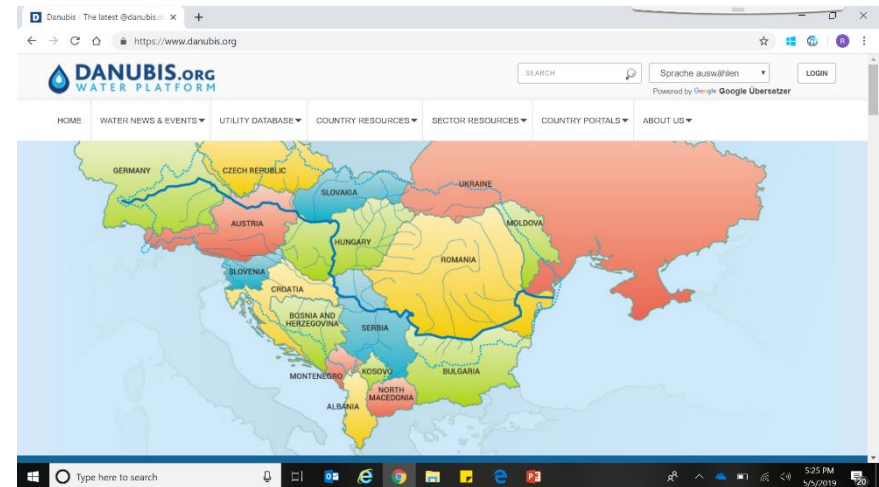 Danubis - The latest @danubis.o
https://www.danubis.org
R
DANUBIS.ORG
WATER PLATFORM
SEARCH
Sprache auswählen
LOGIN
Powered by Google Google Übersetzer
HOME
WATER NEWS & EVENTS
UTILITY DATABASE
COUNTRY RESOURCES
SECTOR RESOURCES
COUNTRY PORTALS
ABOUT US
GERMANY
CZECH REPUBLIC
SLOVAKIA
UKRAINE
AUSTRIA
MOLDOVA
HUNGARY
ROMANIA
SLOVENIA
CROATIA
BOSNIA AND
HERZEGOVINA
SERBIA
MONTENEGRO
KOSOVO
BULGARIA
NORTH
MACEDONIA
ALBANIA
Type here to search
5:25 PM
5/5/2019
20